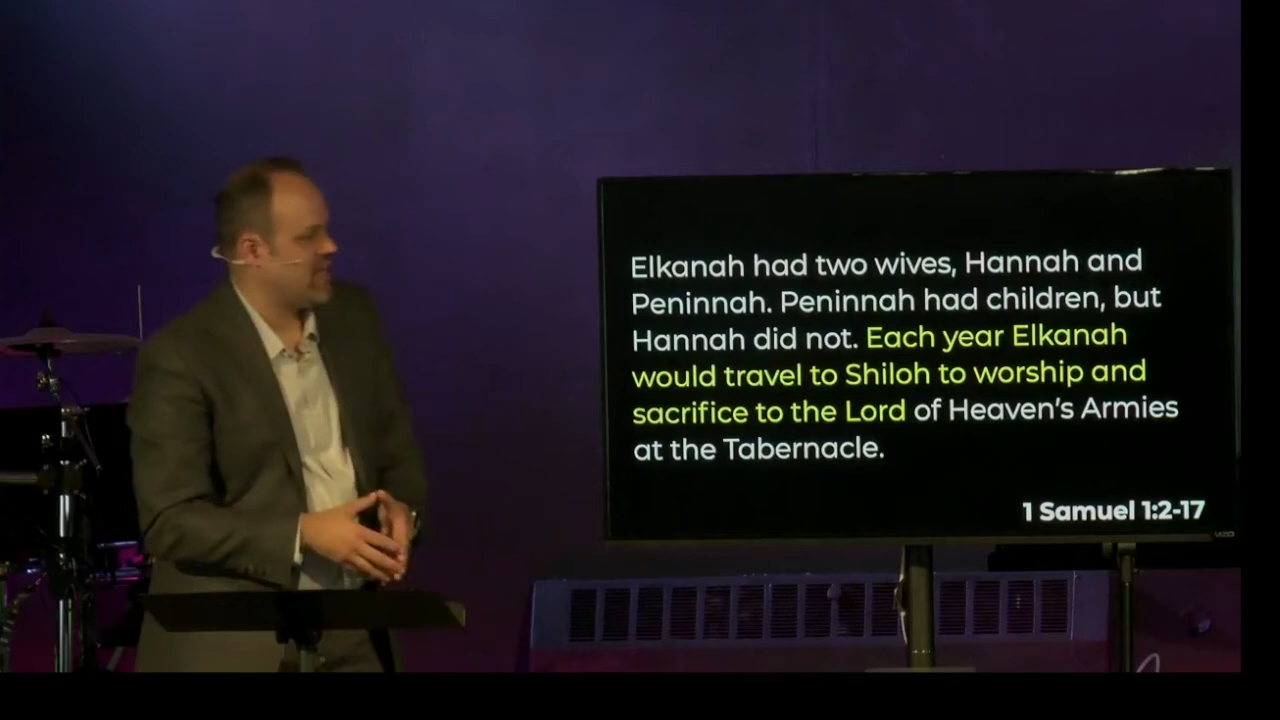 Elkanah had two wives, Hannah and
Peninnah. Peninnah had children, but
Hannah did not. Each year Elkanah
would travel to Shiloh to worship and
sacrifice to the Lord of Heaven's Armies
at the Tabernacle.
1 Samuel 1:2-17